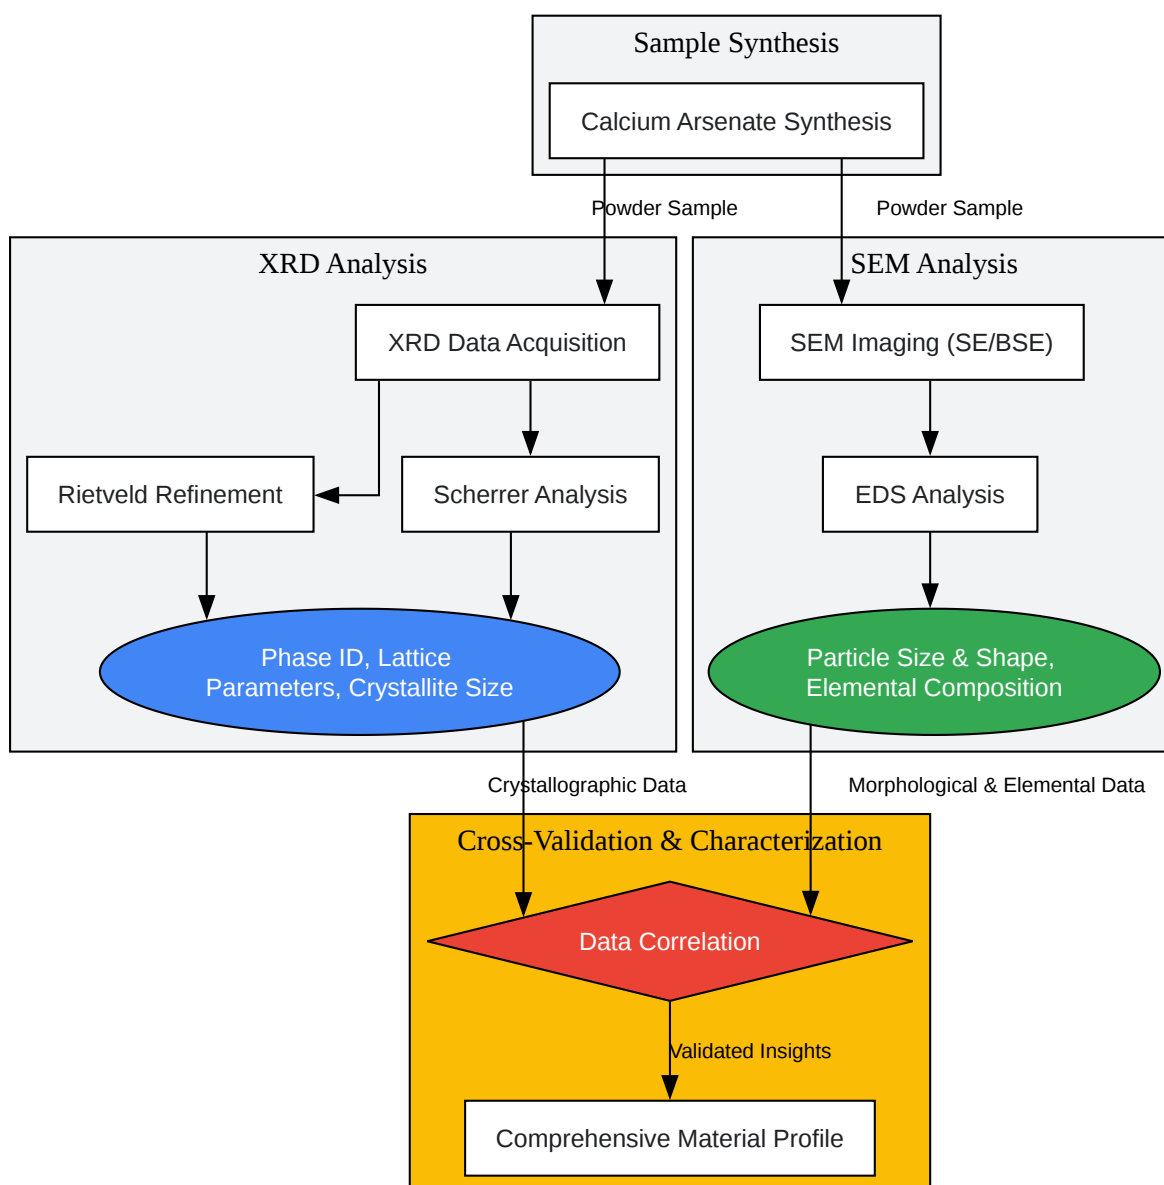 Sample Synthesis
Calcium Arsenate Synthesis
Powder Sample
Powder Sample
XRD Analysis
SEM Analysis
XRD Data Acquisition
SEM Imaging (SE/BSE)
Rietveld Refinement
Scherrer Analysis
EDS Analysis
Phase ID, Lattice
Parameters, Crystallite Size
Particle Size & Shape,
Elemental Composition
Crystallographic Data
Morphological & Elemental Data
Cross-Validation & Characterization
Data Correlation
Validated Insights
Comprehensive Material Profile